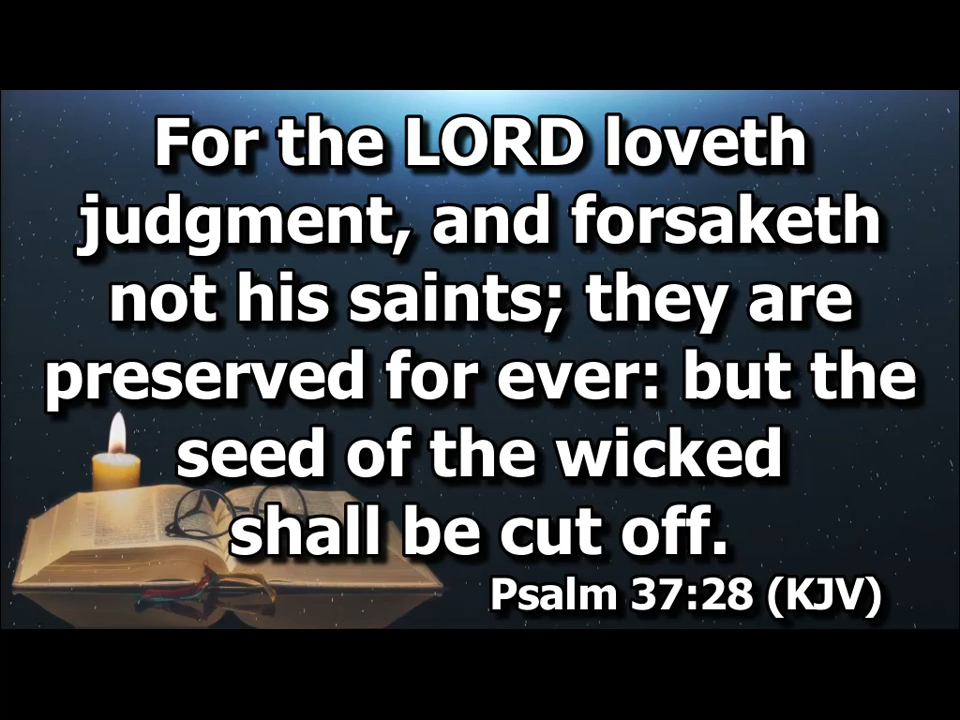 For the LORD loveth
judgment, and forsaketh
not his saints; they are
preserved for ever: but the
seed of the wicked
shall be cut off.
Psalm 37:28 (KJV)